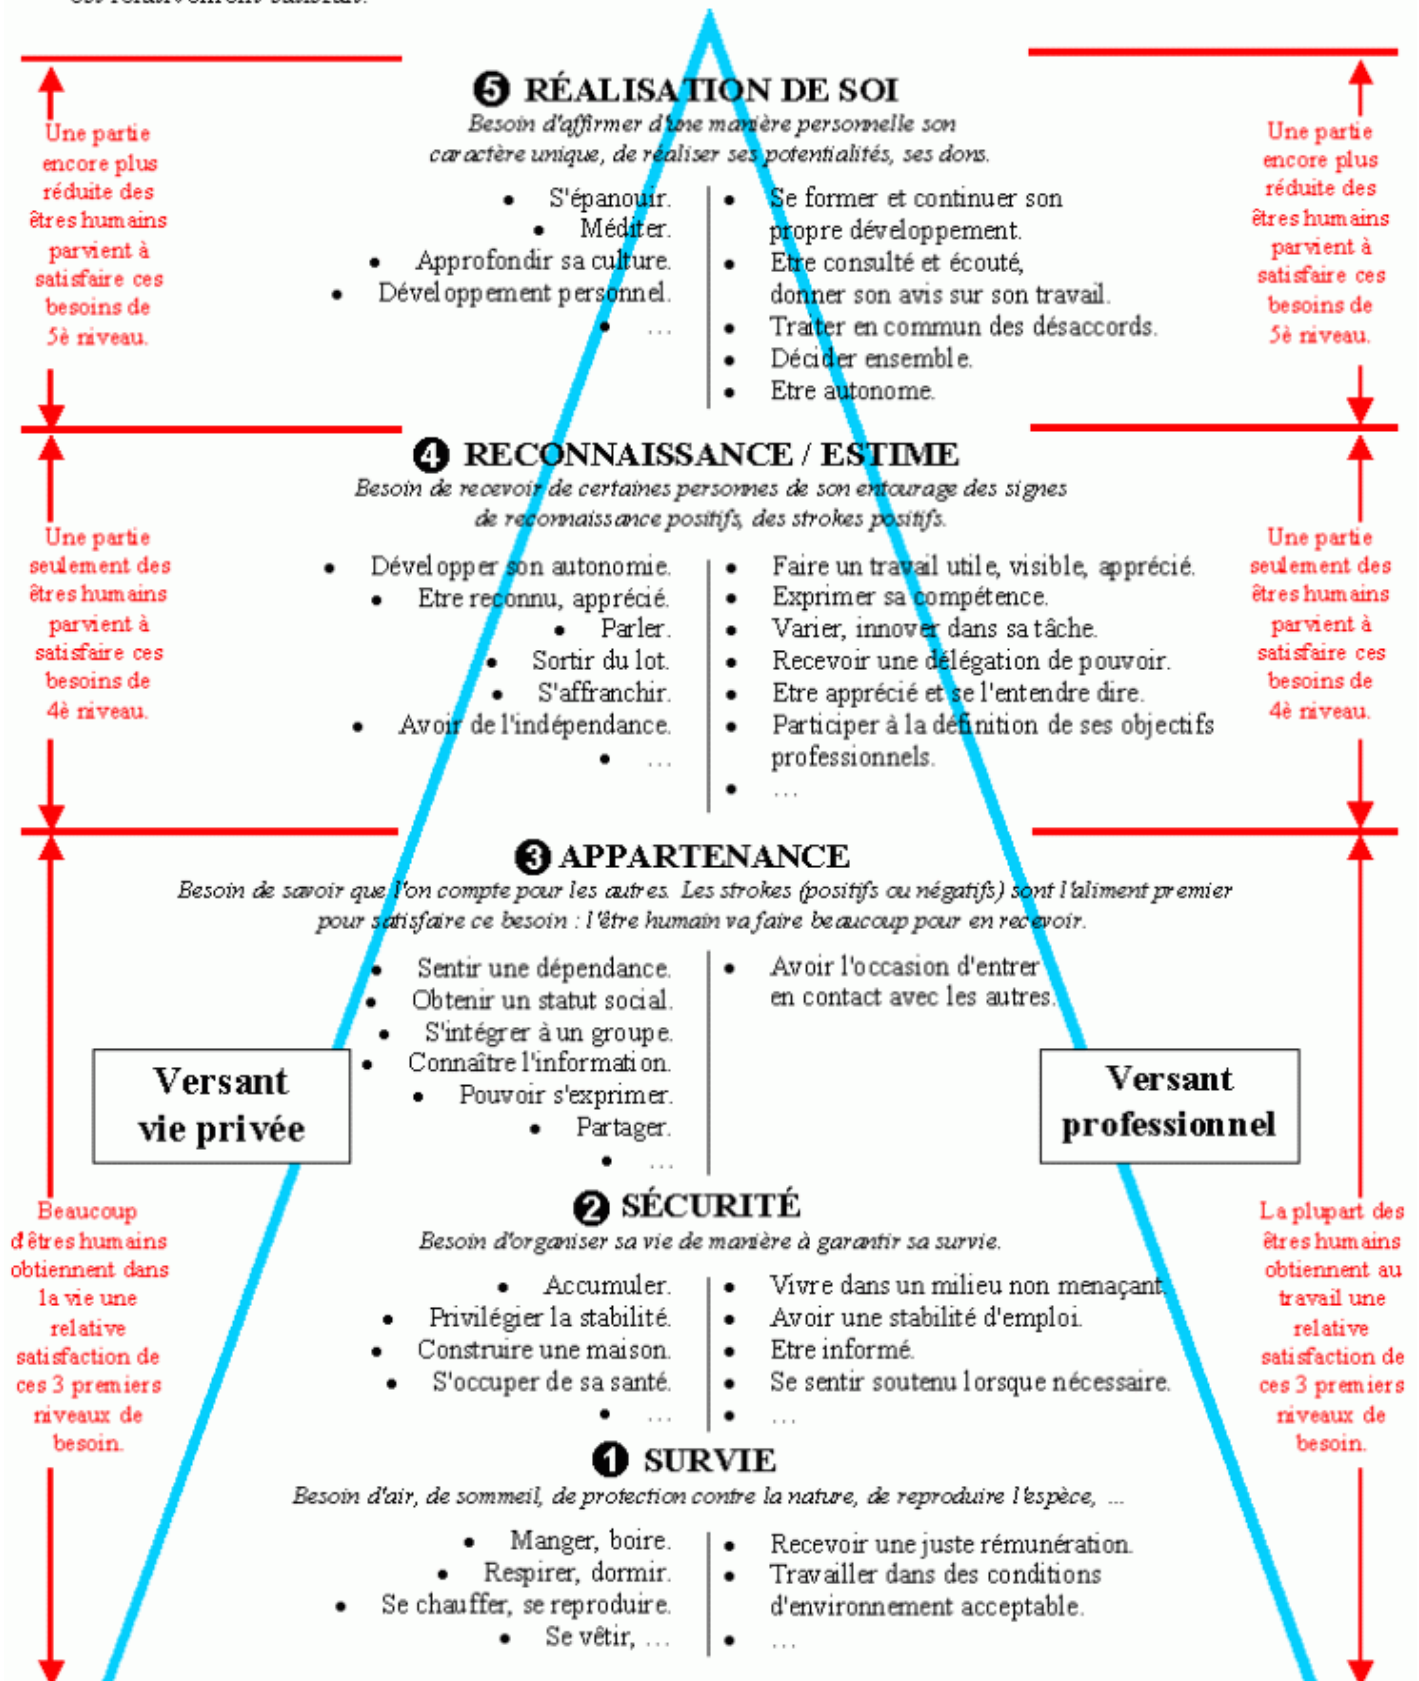 est relativement satisfait.
❺ RÉALISATION DE SOI
Besoin d'affirmer d'une manière personnelle son
caractère unique, de réaliser ses potentialités, ses dons.
Une partie
encore plus
réduite des
êtres humains
parvient à
satisfaire ces
besoins de
5è niveau.
• S'épanouir.
• Méditer.
• Approfondir sa culture.
• Développement personnel.
• …
• Se former et continuer son
propre développement.
• Etre consulté et écouté,
donner son avis sur son travail.
• Traiter en commun des désaccords.
• Décider ensemble.
• Etre autonome.
Une partie
encore plus
réduite des
êtres humains
parvient à
satisfaire ces
besoins de
5è niveau.
❹ RECONNAISSANCE / ESTIME
Besoin de recevoir de certaines personnes de son entourage des signes
de reconnaissance positifs, des strokes positifs.
Une partie
seulement des
êtres humains
parvient à
satisfaire ces
besoins de
4è niveau.
• Développer son autonomie.
• Etre reconnu, apprécié.
• Parler.
• Sortir du lot.
• S'affranchir.
• Avoir de l'indépendance.
• …
• Faire un travail utile, visible, apprécié.
• Exprimer sa compétence.
• Varier, innover dans sa tâche.
• Recevoir une délégation de pouvoir.
• Etre apprécié et se l'entendre dire.
• Participer à la définition de ses objectifs
professionnels.
• …
Une partie
seulement des
êtres humains
parvient à
satisfaire ces
besoins de
4è niveau.
❸ APPARTENANCE
Besoin de savoir que l'on compte pour les autres. Les strokes (positifs ou négatifs) sont l'aliment premier
pour satisfaire ce besoin : l'être humain va faire beaucoup pour en recevoir.
• Sentir une dépendance.
• Obtenir un statut social.
• S'intégrer à un groupe.
• Connaître l'information.
• Pouvoir s'exprimer.
• Partager.
• …
• Avoir l'occasion d'entrer
en contact avec les autres.
Versant
vie privée
Versant
professionnel
❷ SÉCURITÉ
Besoin d'organiser sa vie de manière à garantir sa survie.
Beaucoup
d'êtres humains
obtiennent dans
la vie une
relative
satisfaction de
ces 3 premiers
niveaux de
besoin.
• Accumuler.
• Privilégier la stabilité.
• Construire une maison.
• S'occuper de sa santé.
• …
• Vivre dans un milieu non menaçant.
• Avoir une stabilité d'emploi.
• Etre informé.
• Se sentir soutenu lorsque nécessaire.
• …
La plupart des
êtres humains
obtiennent au
travail une
relative
satisfaction de
ces 3 premiers
niveaux de
besoin.
❶ SURVIE
Besoin d'air, de sommeil, de protection contre la nature, de reproduire l'espèce, …
• Manger, boire.
• Respirer, dormir.
• Se chauffer, se reproduire.
• Se vêtir, …
• Recevoir une juste rémunération.
• Travailler dans des conditions
d'environnement acceptable.
• …